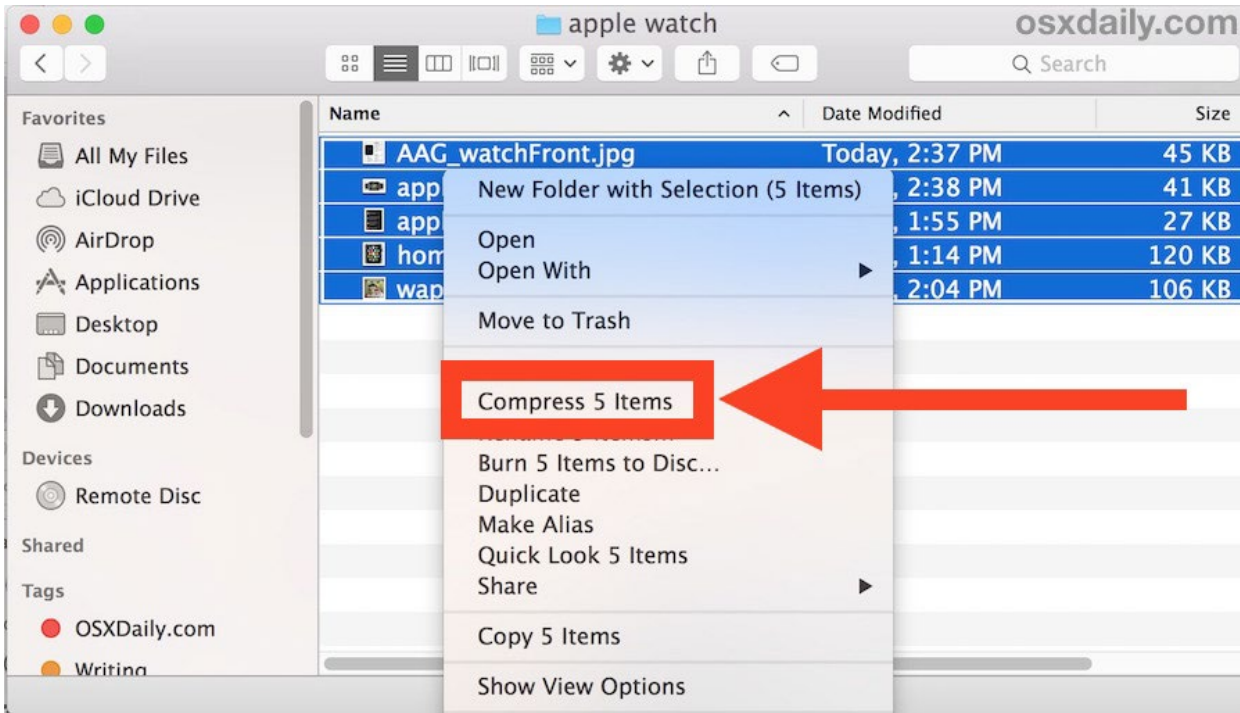 apple watch
osxdaily.com
Search
Favorites
All My Files
iCloud Drive
AirDrop
Applications
Desktop
Documents
Downloads
Devices
Remote Disc
Shared
Tags
OSXDaily.com
Writing
Name Date Modified Size
AAG_watchFront.jpg Today, 2:37 PM 45 KB
app , 2:38 PM 41 KB
app , 1:55 PM 27 KB
hom , 1:14 PM 120 KB
wap , 2:04 PM 106 KB
New Folder with Selection (5 Items)
Open
Open With
Move to Trash
Compress 5 Items
Burn 5 Items to Disc...
Duplicate
Make Alias
Quick Look 5 Items
Share
Copy 5 Items
Show View Options